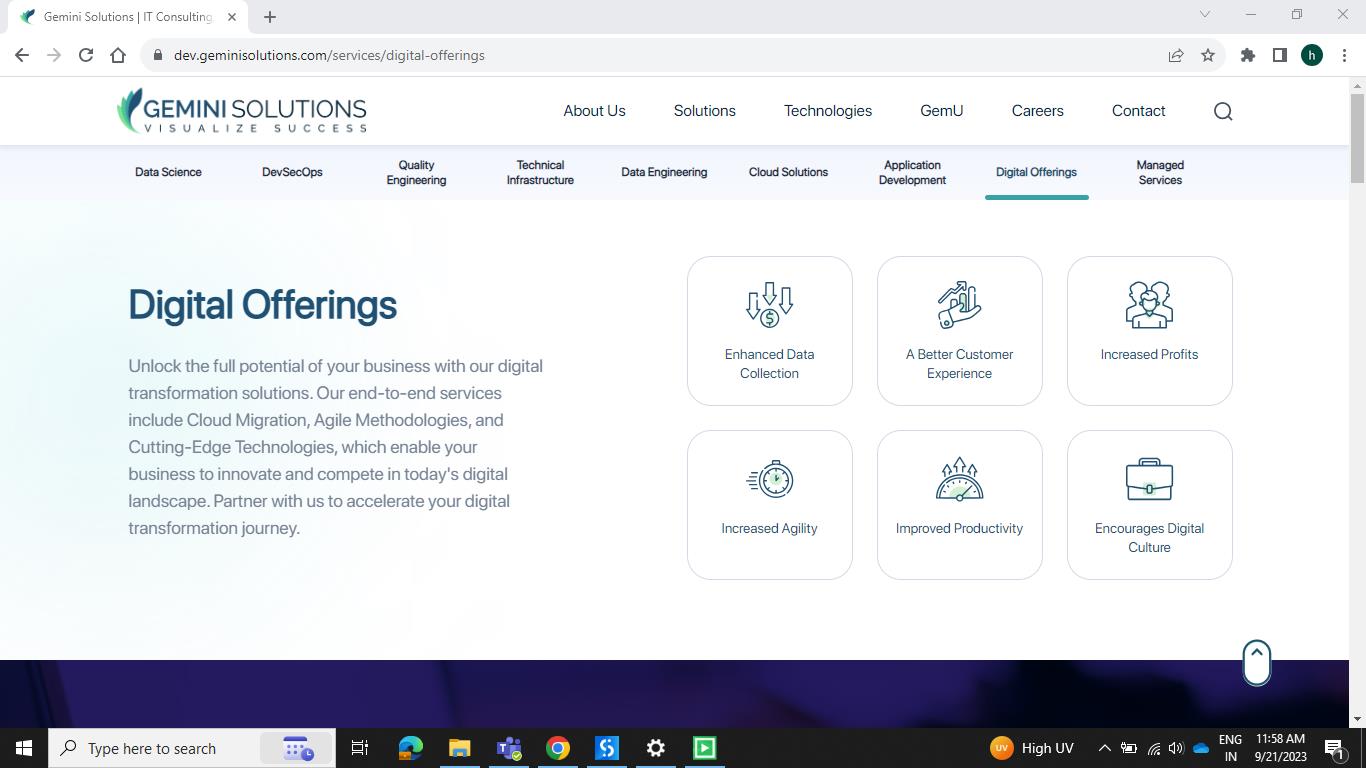 Gemini Solutions | IT Consulting
dev.geminisolutions.com/services/digital-offerings
h
GEMINI SOLUTIONS
VISUALIZE SUCCESS
About Us
Solutions
Technologies
GemU
Careers
Contact
Data Science
DevSecOps
Quality
Engineering
Technical
Infrastructure
Data Engineering
Cloud Solutions
Application
Development
Digital Offerings
Managed
Services
Digital Offerings
Unlock the full potential of your business with our digital
transformation solutions. Our end-to-end services
include Cloud Migration, Agile Methodologies, and
Cutting-Edge Technologies, which enable your
business to innovate and compete in today's digital
landscape. Partner with us to accelerate your digital
transformation journey.
Enhanced Data
Collection
A Better Customer
Experience
Increased Profits
Increased Agility
Improved Productivity
Encourages Digital
Culture
Type here to search
UV
High UV
ENG
IN
11:58 AM
9/21/2023
1